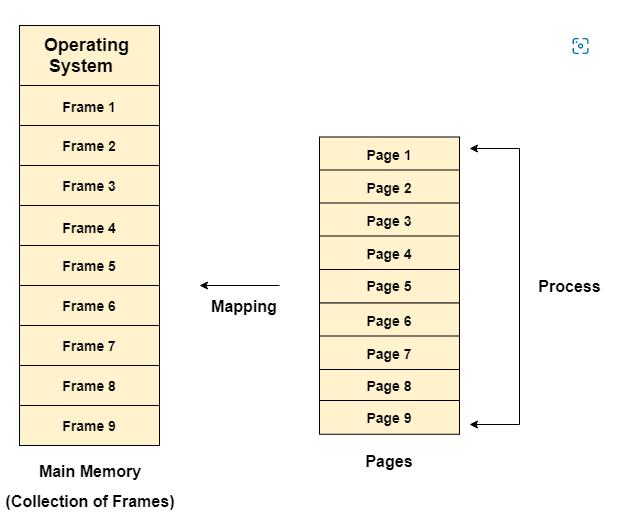 Operating
System
Frame 1
Frame 2
Frame 3
Frame 4
Frame 5
Frame 6
Frame 7
Frame 8
Frame 9
Main Memory
(Collection of Frames)
Mapping
Page 1
Page 2
Page 3
Page 4
Page 5
Page 6
Page 7
Page 8
Page 9
Pages
Process